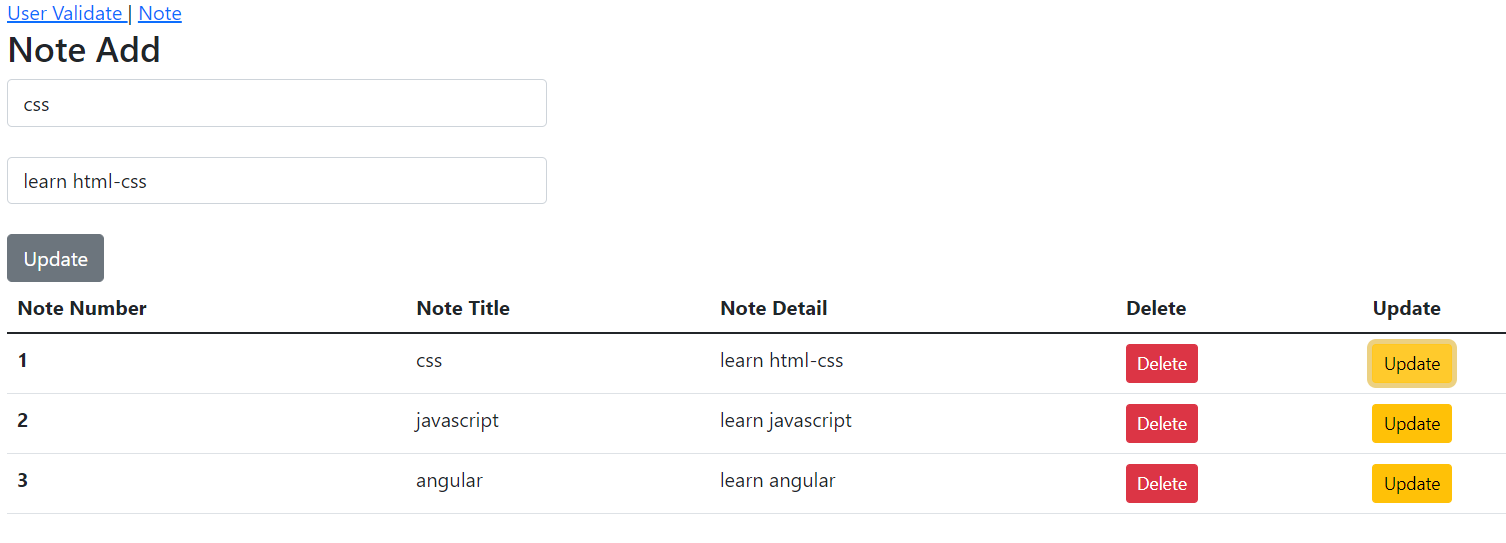 User Validate | Note
Note Add
css
learn html-css
Update
Note Number Note Title Note Detail Delete Update
1 css learn html-css Delete Update
2 javascript learn javascript Delete Update
3 angular learn angular Delete Update